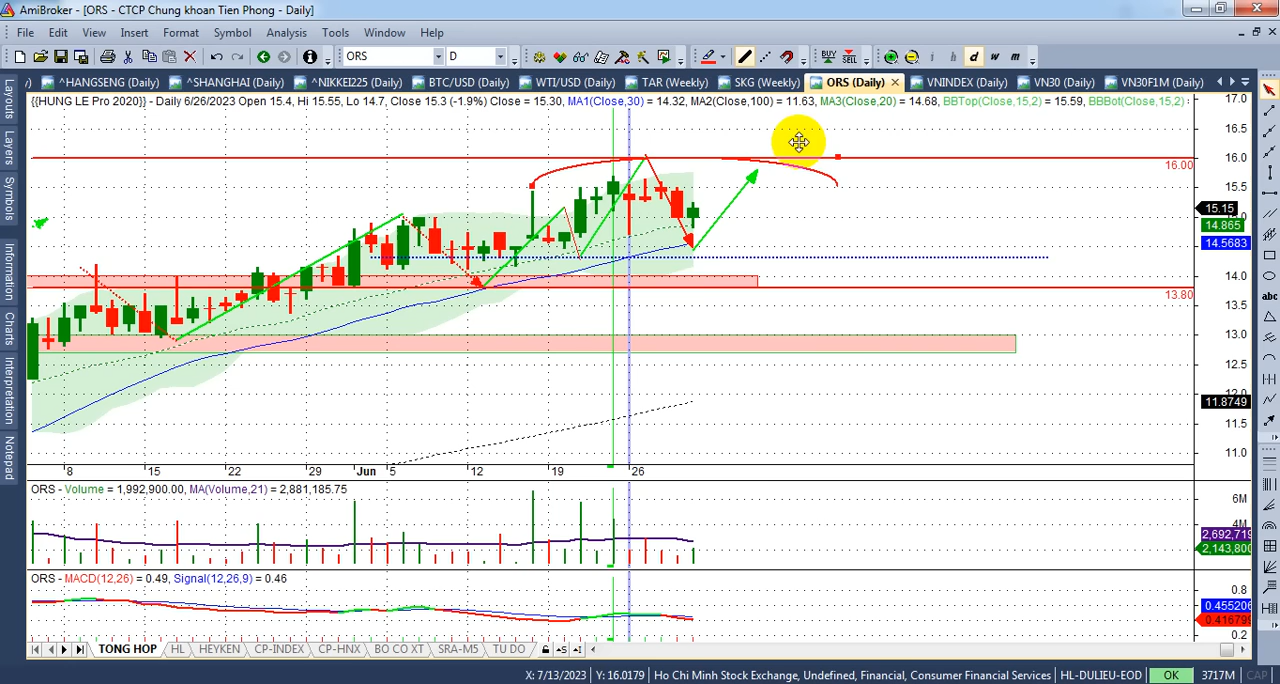 AmiBroker - [ORS - CTCP Chung khoan Tien Phong - Daily]
File Edit View Insert Format Symbol Analysis Tools Window Help
ORS D BUY SELL i h d w m
^HANGSENG (Daily) ^SHANGHAI (Daily) ^NIKKEI225 (Daily) BTC/USD (Daily) WTI/USD (Daily) TAR (Weekly) SKG (Weekly) ORS (Daily) VNINDEX (Daily) VN30 (Daily) VN30F1M (Daily)
{{HUNG LE Pro 2020}} - Daily 6/26/2023 Open 15.4, Hi 15.55, Lo 14.7, Close 15.3 (-1.9%) Close = 15.30, MA1(Close,30) = 14.32, MA2(Close,100) = 11.63, MA3(Close,20) = 14.68, BBTop(Close,15,2) = 15.59, BBBot(Close,15,2)
Layouts
Layers
Symbols
Information
Charts
Interpretation
Notepad
abc
17.0
16.5
16.0
16.00
15.5
15.15
14.865
14.5683
14.0
13.80
13.5
13.0
12.5
11.8749
11.5
11.0
8 15 22 29 Jun 5 12 19 26
ORS - Volume = 1,992,900.00, MA(Volume,21) = 2,881,185.75
6M
4M
2,692,719
2,143,800
ORS - MACD(12,26) = 0.49, Signal(12,26,9) = 0.46
0.8
0.455206
0.416799
0.2
TONG HOP HL HEYKEN CP-INDEX CP-HNX BO CO XT SRA-M5 TU DO
X: 7/13/2023 Y: 16.0179 Ho Chi Minh Stock Exchange, Undefined, Financial, Consumer Financial Services HL-DULIEU-EOD OK 3717M CAP